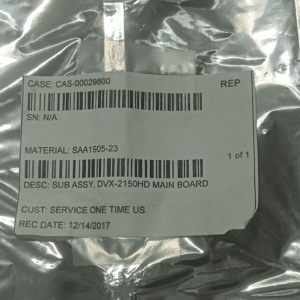 CASE: CAS-00029800 REP
SN: N/A
MATERIAL: SAA1905-23
1 of 1
DESC: SUB ASSY, DVX-2150HD MAIN BOARD
CUST: SERVICE ONE TIME US
REC DATE: 12/14/2017